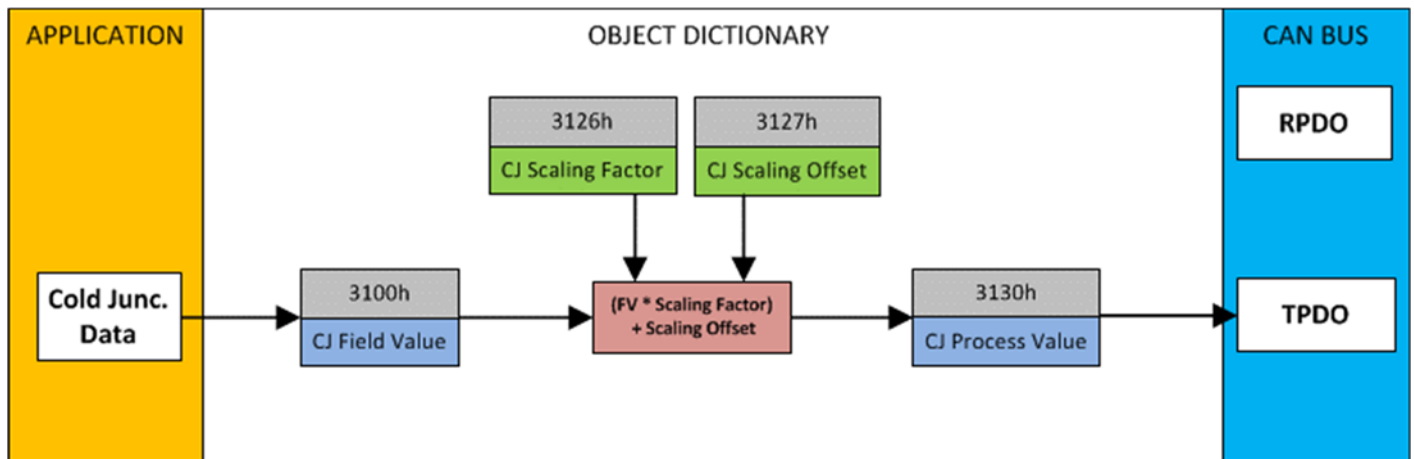 APPLICATION
OBJECT DICTIONARY
CAN BUS
3126h
CJ Scaling Factor
3127h
CJ Scaling Offset
RPDO
Cold Junc.
Data
3100h
CJ Field Value
(FV * Scaling Factor)
+ Scaling Offset
3130h
CJ Process Value
TPDO